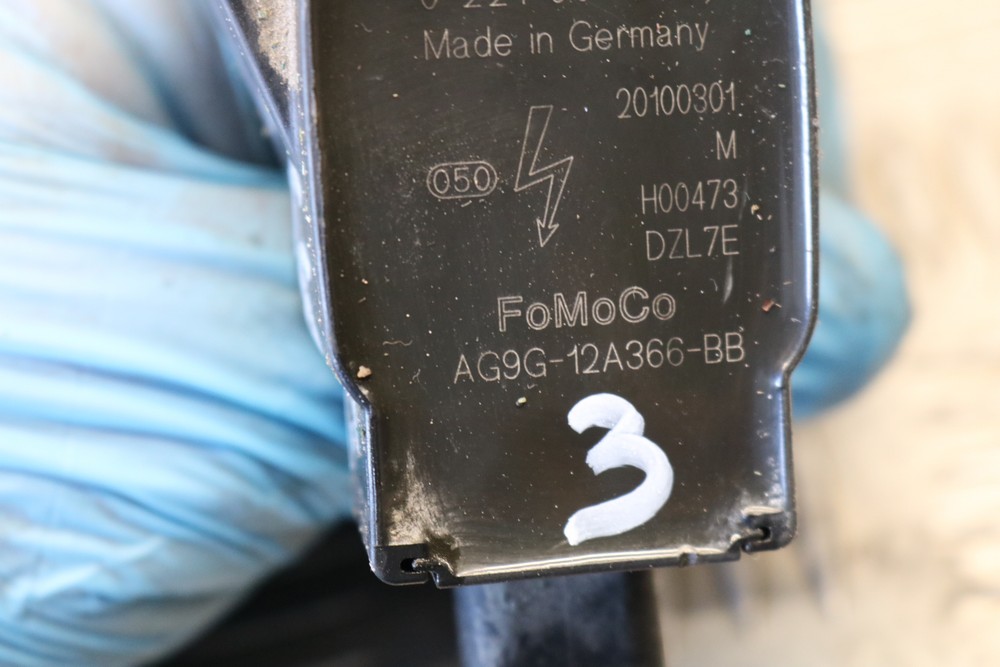 Made in Germany
20100301
M
050
H00473
DZL7E
FoMoCo
AG9G-12A366-BB
3